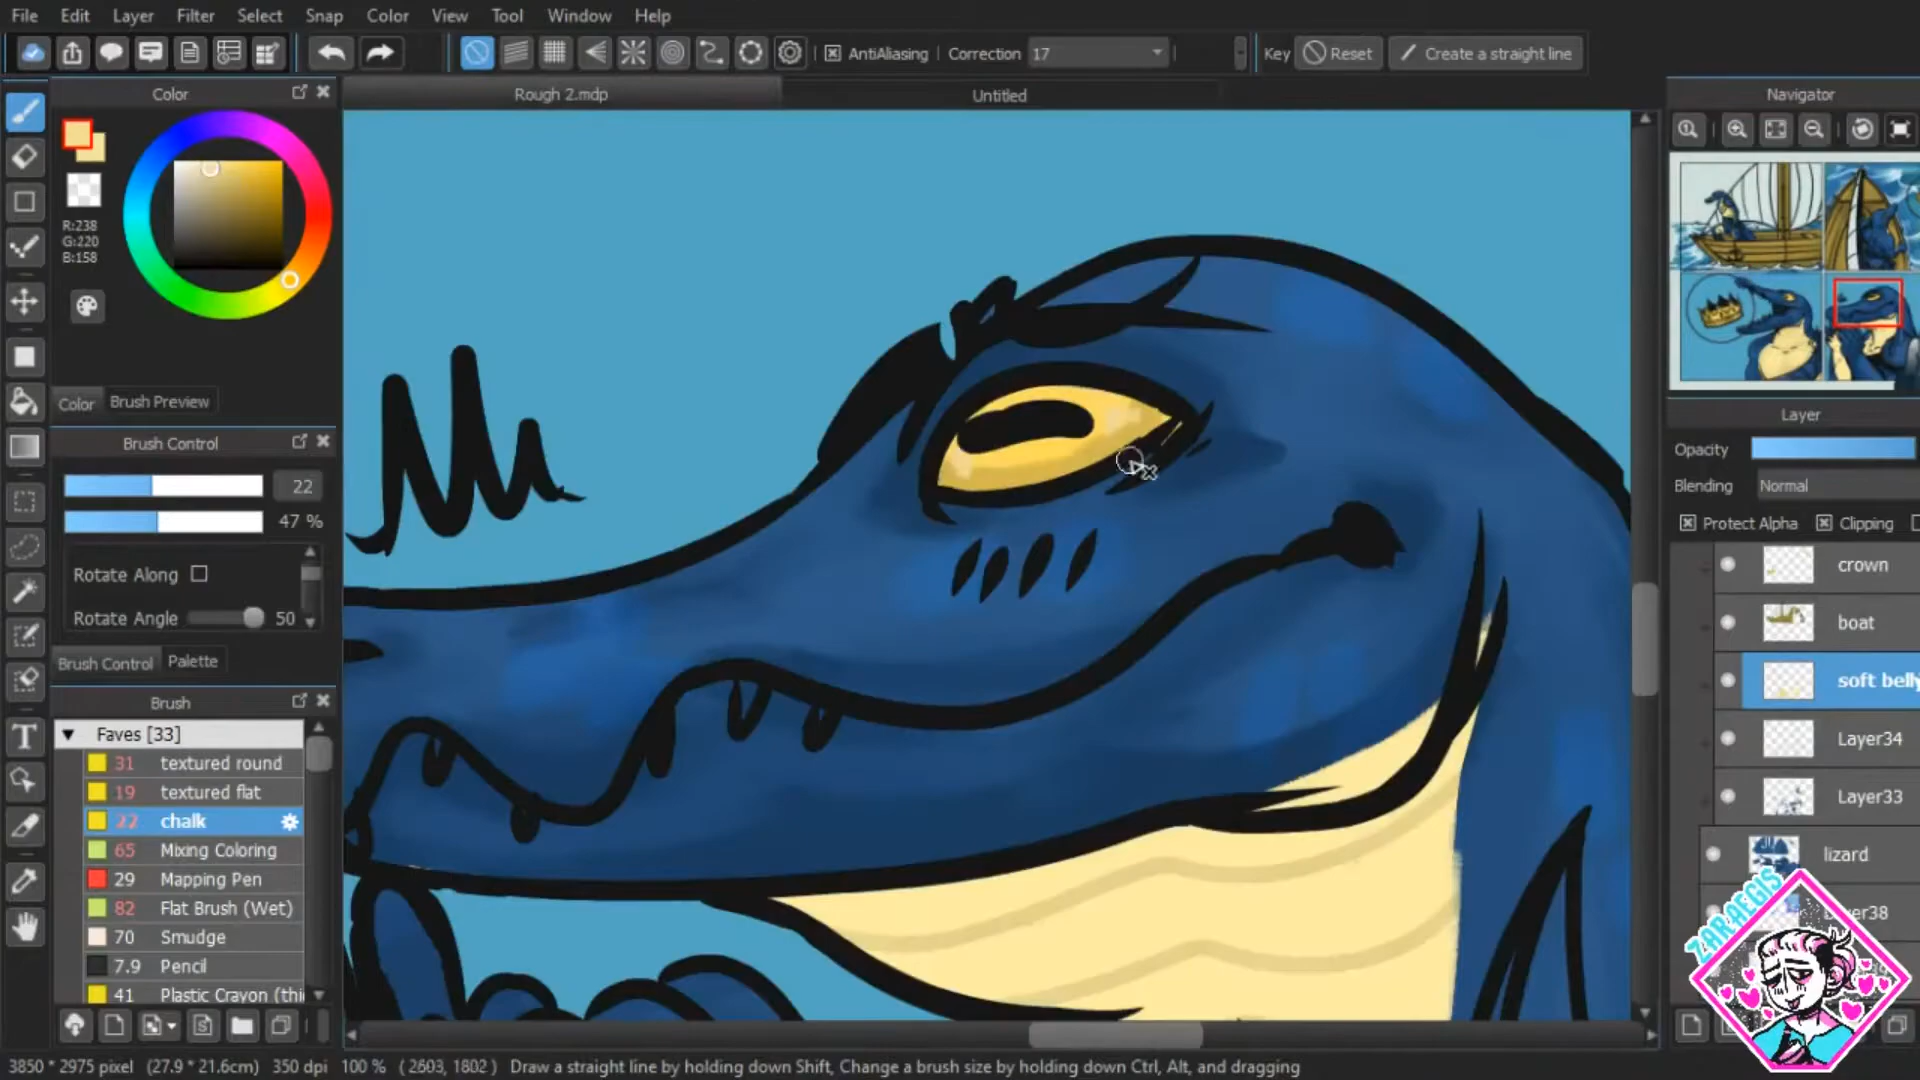 File Edit Layer Filter Select Snap Color View Tool Window Help
AntiAliasing Correction 17 Key Reset Create a straight line
Color
Rough 2.mdp
Untitled
Navigator
R:238
G:220
B:158
Color Brush Preview
Brush Control
22
47 %
Rotate Along
Rotate Angle 50
Brush Control Palette
Brush
Faves [33]
31 textured round
19 textured flat
22 chalk
65 Mixing Coloring
29 Mapping Pen
82 Flat Brush (Wet)
70 Smudge
7.9 Pencil
41 Plastic Crayon (thi
Layer
Opacity
Blending Normal
Protect Alpha Clipping
crown
boat
soft belly
Layer34
Layer33
lizard
ZARAEGIS
3850 * 2975 pixel (27.9 * 21.6cm) 350 dpi 100 % ( 2603, 1802 ) Draw a straight line by holding down Shift, Change a brush size by holding down Ctrl, Alt, and dragging